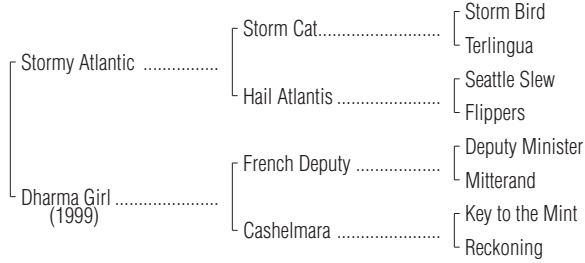 Storm Bird
Storm Cat..........................
Terlingua
Stormy Atlantic ................
Seattle Slew
Hail Atlantis ......................
Flippers
Deputy Minister
French Deputy ..................
Mitterand
Dharma Girl ......................
(1999)
Key to the Mint
Cashelmara ......................
Reckoning